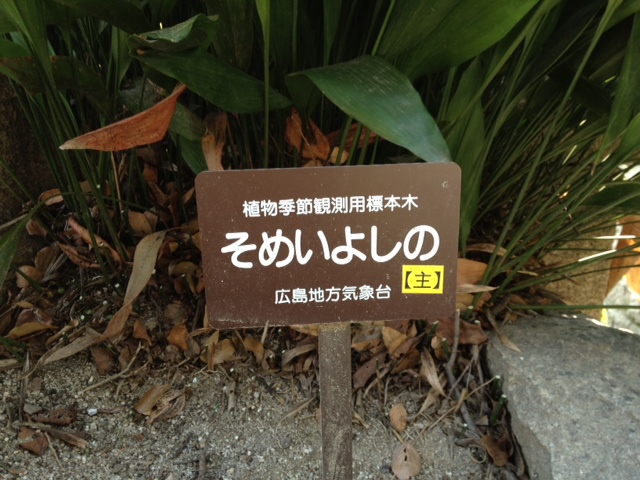 植物季節観測用標本木
そめいよしの
【主】
広島地方気象台